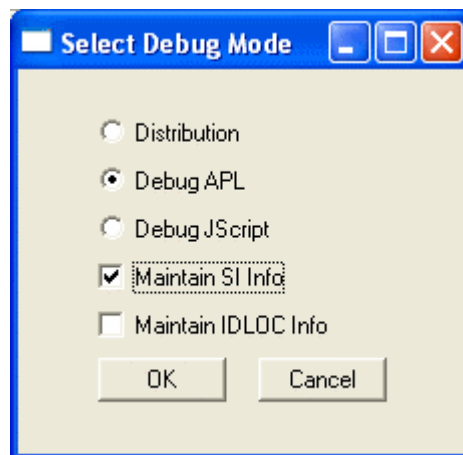 Select Debug Mode
Distribution
Debug APL
Debug JScript
Maintain SI Info
Maintain IDLOC Info
OK Cancel